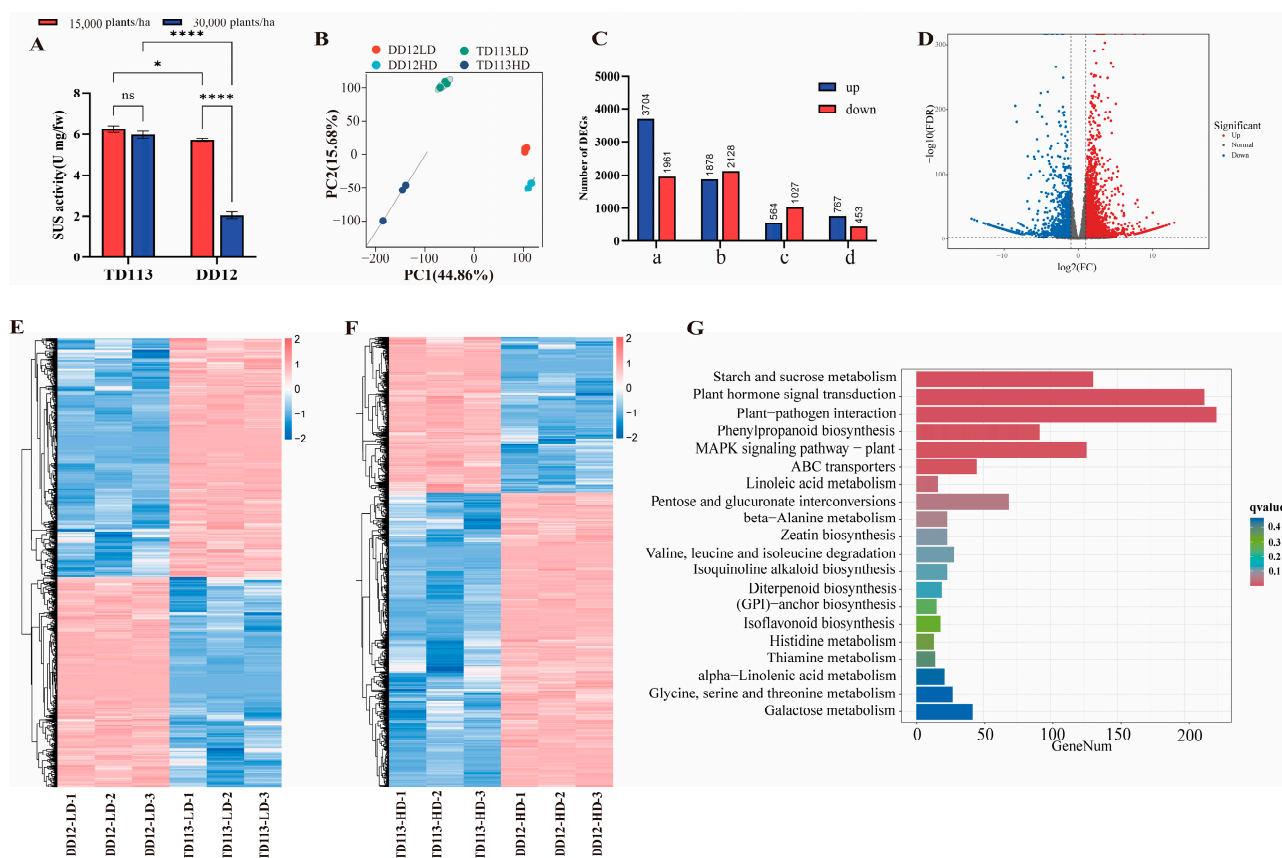 15,000 plants/ha
30,000 plants/ha
A
****
*
ns
****
SUS activity(U mg/fw)
8
6
4
2
0
TD113
DD12
B
DD12LD
TD113LD
DD12HD
TD113HD
PC2(15.68%)
100
50
0
−50
−100
−200
−100
0
100
PC1(44.86%)
C
up
down
Number of DEGs
5000
4000
3000
2000
1000
0
3704
1961
1878
2128
564
1027
767
453
a
b
c
d
D
−log10(FDR)
300
200
100
0
−10
0
10
log2(FC)
Significant
Up
Normal
Down
E
2
1
0
−1
−2
DD12-LD-1
DD12-LD-2
DD12-LD-3
TD113-LD-1
TD113-LD-2
TD113-LD-3
F
2
1
0
−1
−2
TD113-HD-1
TD113-HD-2
TD113-HD-3
DD12-HD-1
DD12-HD-2
DD12-HD-3
G
Starch and sucrose metabolism
Plant hormone signal transduction
Plant−pathogen interaction
Phenylpropanoid biosynthesis
MAPK signaling pathway − plant
ABC transporters
Linoleic acid metabolism
Pentose and glucuronate interconversions
beta−Alanine metabolism
Zeatin biosynthesis
Valine, leucine and isoleucine degradation
Isoquinoline alkaloid biosynthesis
Diterpenoid biosynthesis
(GPI)−anchor biosynthesis
Isoflavonoid biosynthesis
Histidine metabolism
Thiamine metabolism
alpha−Linolenic acid metabolism
Glycine, serine and threonine metabolism
Galactose metabolism
0
50
100
150
200
GeneNum
qvalue
0.4
0.3
0.2
0.1